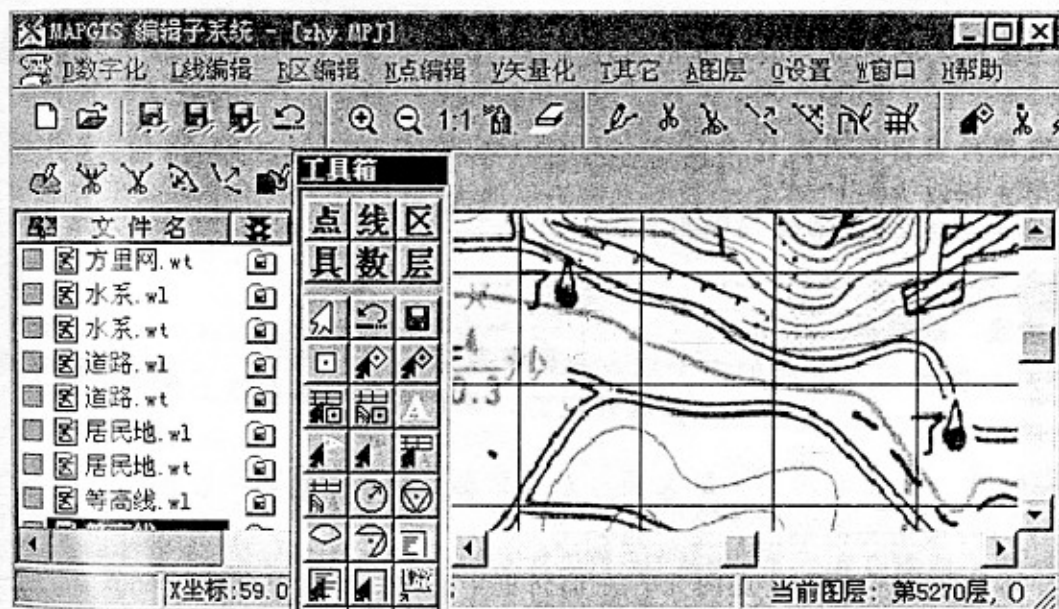 MAPGIS 编辑子系统 - [zhy.MPJ]
D数字化 L线编辑 R区编辑 N点编辑 V矢量化 T其它 A图层 O设置 W窗口 H帮助
1:1
工具箱
点 线 区
具 数 层
文件名
方里网.wt
水系.wl
水系.wt
道路.wl
道路.wt
居民地.wl
居民地.wt
等高线.wl
0.3
沙
X坐标:59.0
当前图层: 第5270层, 0